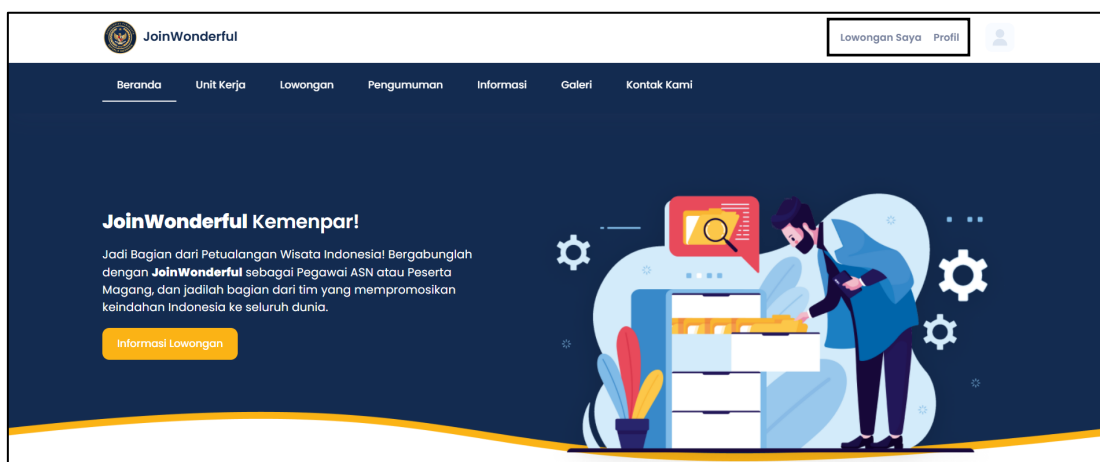 JoinWonderful
Lowongan Saya Profil
Beranda Unit Kerja Lowongan Pengumuman Informasi Galeri Kontak Kami
JoinWonderful Kemenpar!
Jadi Bagian dari Petualangan Wisata Indonesia! Bergabunglah
dengan JoinWonderful sebagai Pegawai ASN atau Peserta
Magang, dan jadilah bagian dari tim yang mempromosikan
keindahan Indonesia ke seluruh dunia.
Informasi Lowongan